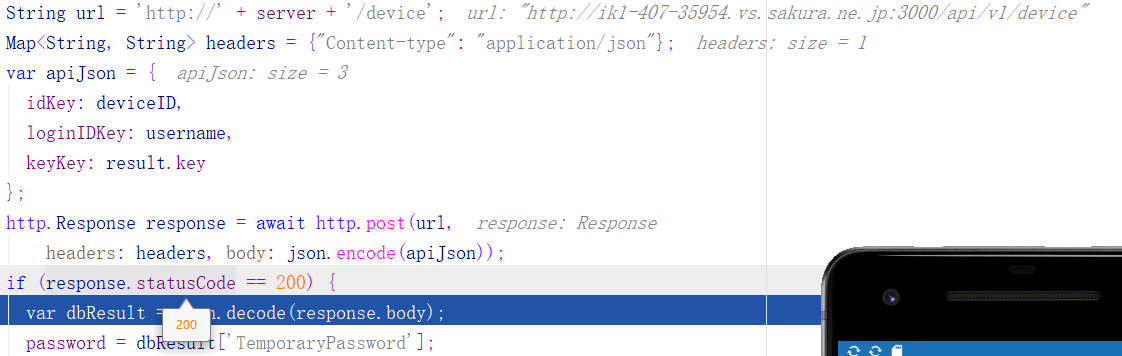 String url = 'http://' + server + '/device'; url: "http://ik1-407-35954.vs.sakura.ne.jp:3000/api/v1/device"
Map<String, String> headers = {"Content-type": "application/json"}; headers: size = 1
var apiJson = { apiJson: size = 3
idKey: deviceID,
loginIDKey: username,
keyKey: result.key
};
http.Response response = await http.post(url, response: Response
headers: headers, body: json.encode(apiJson));
if (response.statusCode == 200) {
var dbResult = n.decode(response.body);
200
password = dbResult['TemporaryPassword'];